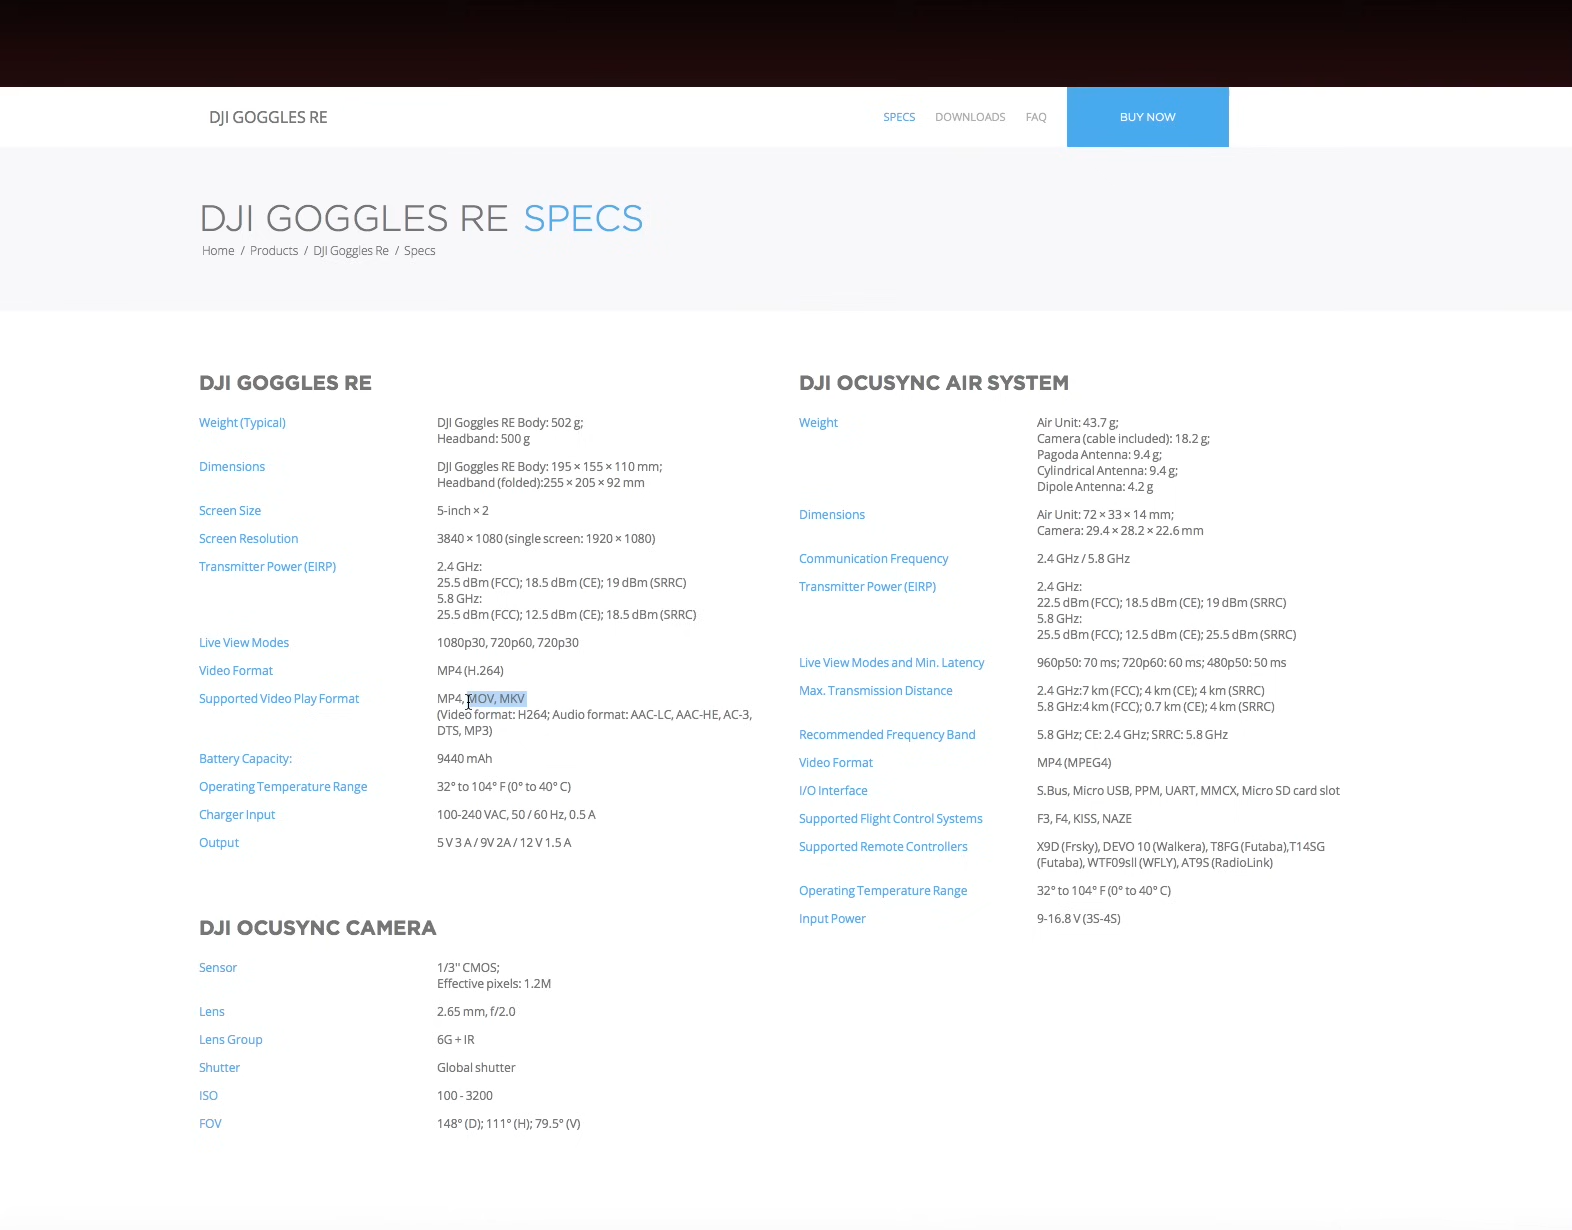 DJI GOGGLES RE
SPECS DOWNLOADS FAQ BUY NOW
DJI GOGGLES RE SPECS
Home / Products / DJI Goggles Re / Specs
DJI GOGGLES RE
Weight (Typical) DJI Goggles RE Body: 502 g;
Headband: 500 g
Dimensions DJI Goggles RE Body: 195 × 155 × 110 mm;
Headband (folded):255 × 205 × 92 mm
Screen Size 5-inch × 2
Screen Resolution 3840 × 1080 (single screen: 1920 × 1080)
Transmitter Power (EIRP) 2.4 GHz:
25.5 dBm (FCC); 18.5 dBm (CE); 19 dBm (SRRC)
5.8 GHz:
25.5 dBm (FCC); 12.5 dBm (CE); 18.5 dBm (SRRC)
Live View Modes 1080p30, 720p60, 720p30
Video Format MP4 (H.264)
Supported Video Play Format MP4, MOV, MKV
(Video format: H264; Audio format: AAC-LC, AAC-HE, AC-3,
DTS, MP3)
Battery Capacity: 9440 mAh
Operating Temperature Range 32° to 104° F (0° to 40° C)
Charger Input 100-240 VAC, 50 / 60 Hz, 0.5 A
Output 5 V 3 A / 9V 2A / 12 V 1.5 A
DJI OCUSYNC CAMERA
Sensor 1/3'' CMOS;
Effective pixels: 1.2M
Lens 2.65 mm, f/2.0
Lens Group 6G + IR
Shutter Global shutter
ISO 100 - 3200
FOV 148° (D); 111° (H); 79.5° (V)
DJI OCUSYNC AIR SYSTEM
Weight Air Unit: 43.7 g;
Camera (cable included): 18.2 g;
Pagoda Antenna: 9.4 g;
Cylindrical Antenna: 9.4 g;
Dipole Antenna: 4.2 g
Dimensions Air Unit: 72 × 33 × 14 mm;
Camera: 29.4 × 28.2 × 22.6 mm
Communication Frequency 2.4 GHz / 5.8 GHz
Transmitter Power (EIRP) 2.4 GHz:
22.5 dBm (FCC); 18.5 dBm (CE); 19 dBm (SRRC)
5.8 GHz:
25.5 dBm (FCC); 12.5 dBm (CE); 25.5 dBm (SRRC)
Live View Modes and Min. Latency 960p50: 70 ms; 720p60: 60 ms; 480p50: 50 ms
Max. Transmission Distance 2.4 GHz:7 km (FCC); 4 km (CE); 4 km (SRRC)
5.8 GHz:4 km (FCC); 0.7 km (CE); 4 km (SRRC)
Recommended Frequency Band 5.8 GHz; CE: 2.4 GHz; SRRC: 5.8 GHz
Video Format MP4 (MPEG4)
I/O Interface S.Bus, Micro USB, PPM, UART, MMCX, Micro SD card slot
Supported Flight Control Systems F3, F4, KISS, NAZE
Supported Remote Controllers X9D (Frsky), DEVO 10 (Walkera), T8FG (Futaba),T14SG
(Futaba), WTF09sll (WFLY), AT9S (RadioLink)
Operating Temperature Range 32° to 104° F (0° to 40° C)
Input Power 9-16.8 V (3S-4S)